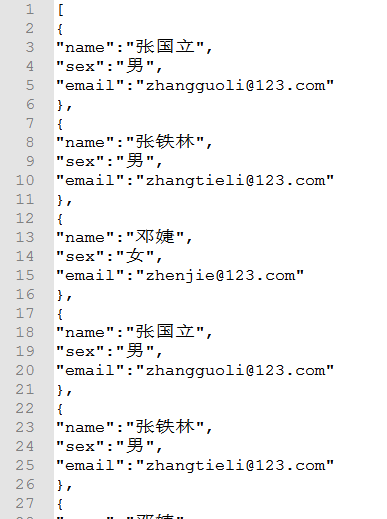 1 [
2 {
3 "name":"张国立",
4 "sex":"男",
5 "email":"zhangguoli@123.com"
6 },
7 {
8 "name":"张铁林",
9 "sex":"男",
10 "email":"zhangtieli@123.com"
11 },
12 {
13 "name":"邓婕",
14 "sex":"女",
15 "email":"zhenjie@123.com"
16 },
17 {
18 "name":"张国立",
19 "sex":"男",
20 "email":"zhangguoli@123.com"
21 },
22 {
23 "name":"张铁林",
24 "sex":"男",
25 "email":"zhangtieli@123.com"
26 },
27 {